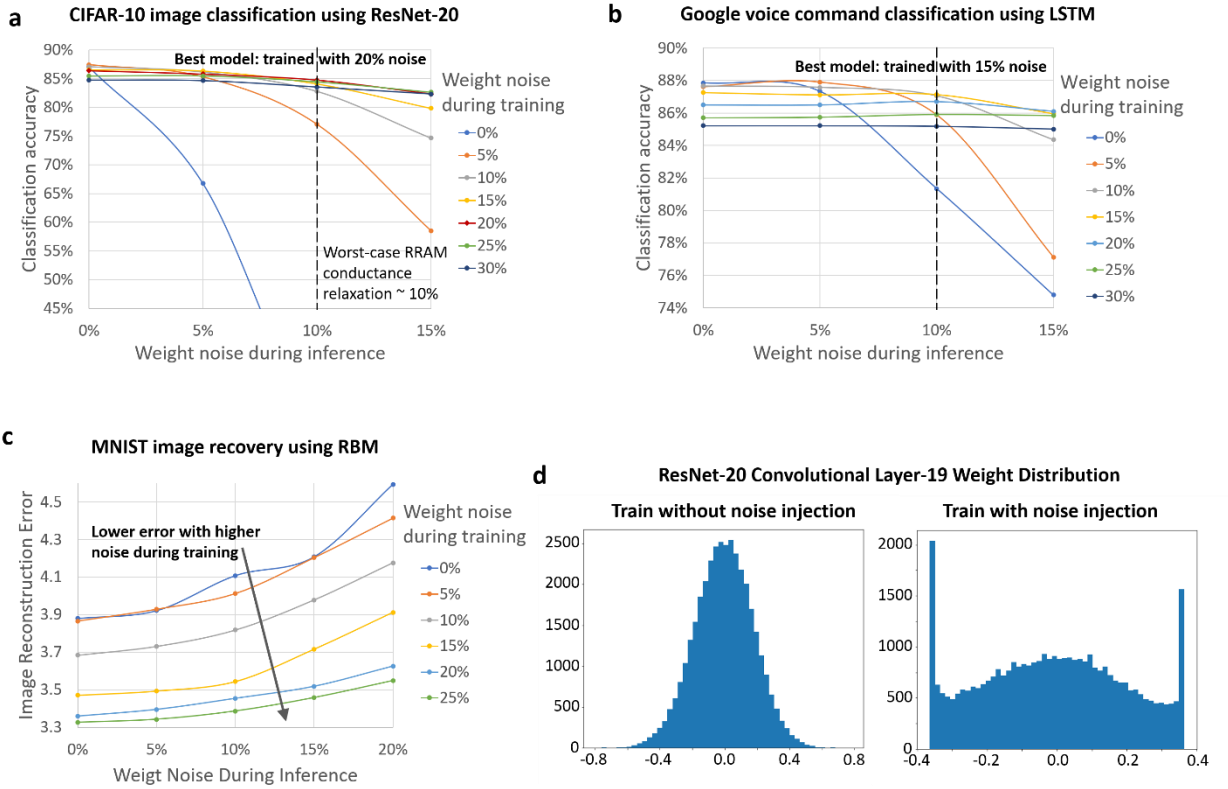 a
CIFAR-10 image classification using ResNet-20
90%
85%
80%
75%
70%
65%
60%
55%
50%
45%
Classification accuracy
Best model: trained with 20% noise
Worst-case RRAM
conductance
relaxation ~ 10%
0%
5%
10%
15%
Weight noise during inference
Weight noise
during training
0%
5%
10%
15%
20%
25%
30%
b
Google voice command classification using LSTM
90%
88%
86%
84%
82%
80%
78%
76%
74%
Classification accuracy
Best model: trained with 15% noise
0%
5%
10%
15%
Weight noise during inference
Weight noise
during training
0%
5%
10%
15%
20%
25%
30%
c
MNIST image recovery using RBM
4.5
4.3
4.1
3.9
3.7
3.5
3.3
Image Reconstruction Error
Lower error with higher
noise during training
0%
5%
10%
15%
20%
Weigt Noise During Inference
Weight noise
during training
0%
5%
10%
15%
20%
25%
d
ResNet-20 Convolutional Layer-19 Weight Distribution
Train without noise injection
2500
2000
1500
1000
500
0
-0.8
-0.4
0.0
0.4
0.8
Train with noise injection
2000
1500
1000
500
0
-0.4
-0.2
0.0
0.2
0.4